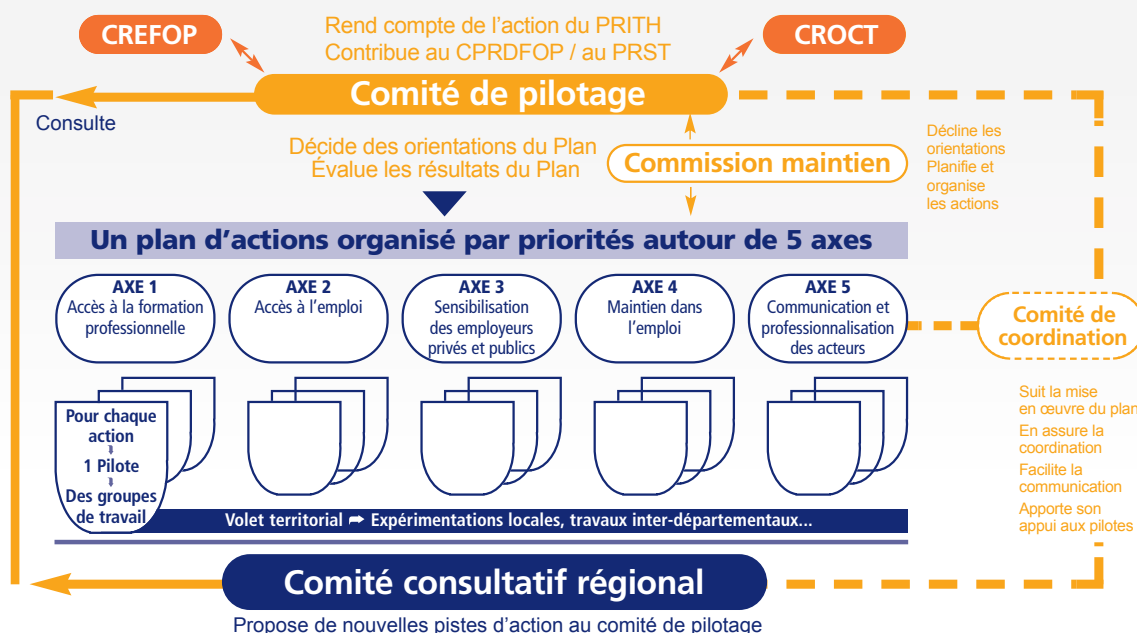 CREFOP
Rend compte de l'action du PRITH
Contribue au CPRDFOP / au PRST
CROCT
Comité de pilotage
Consulte
Décide des orientations du Plan
Évalue les résultats du Plan
Commission maintien
Décline les
orientations
Planifie et
organise
les actions
Un plan d'actions organisé par priorités autour de 5 axes
AXE 1
Accès à la formation
professionnelle
AXE 2
Accès à l'emploi
AXE 3
Sensibilisation
des employeurs
privés et publics
AXE 4
Maintien dans
l'emploi
AXE 5
Communication et
professionnalisation
des acteurs
Comité de
coordination
Pour chaque
action
1 Pilote
Des groupes
de travail
Suit la mise
en œuvre du plan
En assure la
coordination
Facilite la
communication
Apporte son
appui aux pilotes
Volet territorial ➡ Expérimentations locales, travaux inter-départementaux...
Comité consultatif régional
Propose de nouvelles pistes d'action au comité de pilotage